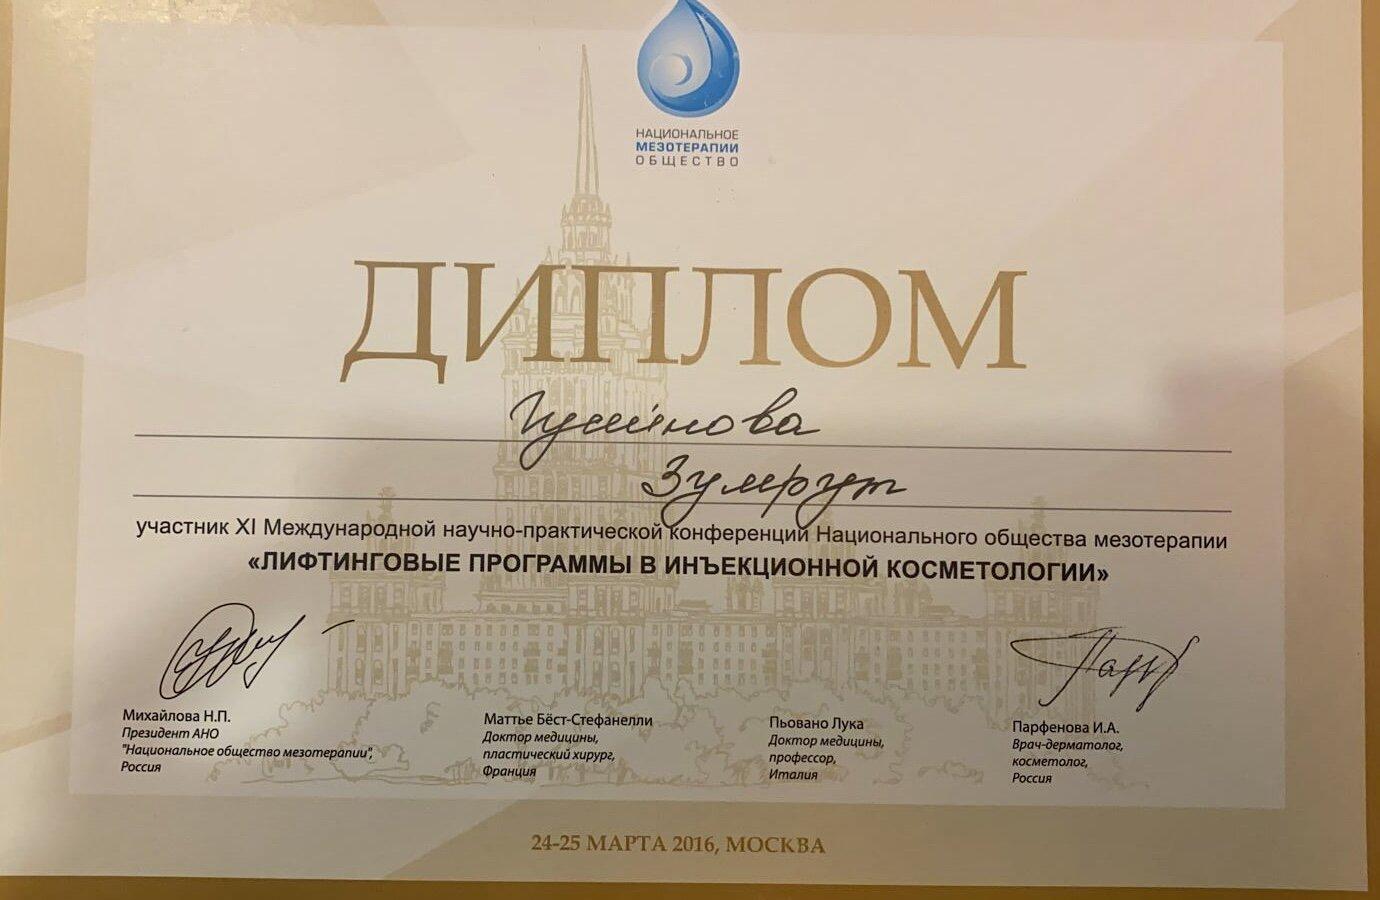 НАЦИОНАЛЬНОЕ
МЕЗОТЕРАПИИ
ОБЩЕСТВО
ДИПЛОМ
Зумрут
участник XI Международной научно-практической конференции Национального общества мезотерапии
«ЛИФТИНГОВЫЕ ПРОГРАММЫ В ИНЪЕКЦИОННОЙ КОСМЕТОЛОГИИ»
Михайлова Н.П.
Президент АНО
"Национальное общество мезотерапии",
Россия
Маттье Бёст-Стефанелли
Доктор медицины,
пластический хирург,
Франция
Пьовано Лука
Доктор медицины,
профессор,
Италия
Парфенова И.А.
Врач-дерматолог,
косметолог,
Россия
24-25 МАРТА 2016, МОСКВА